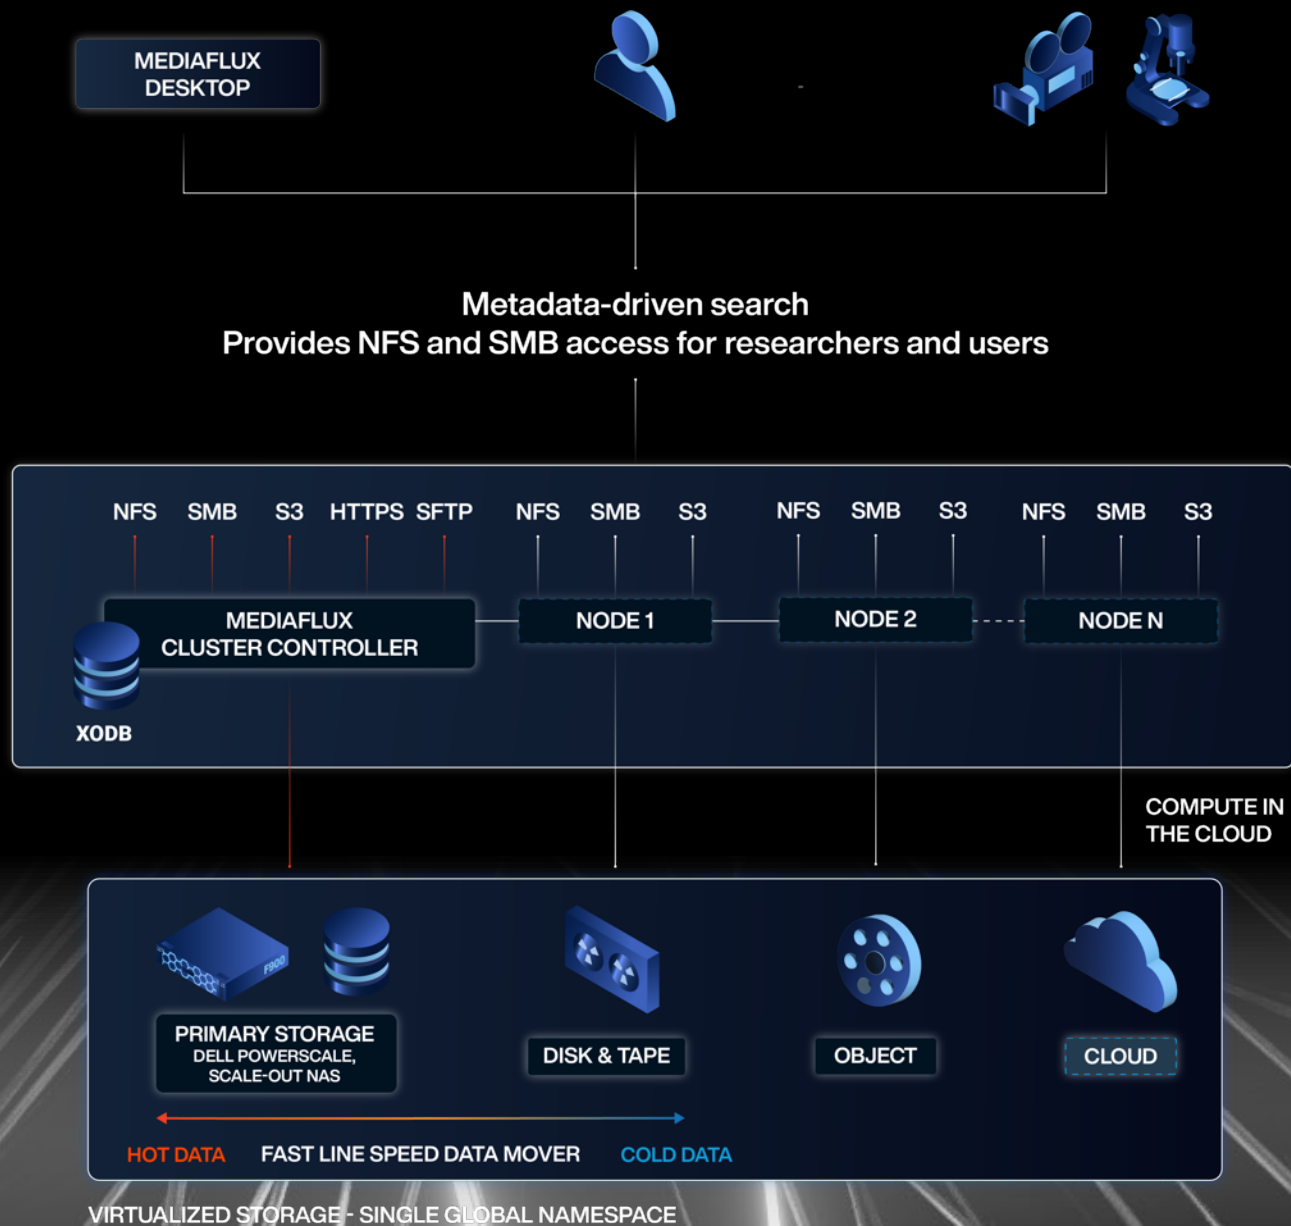 MEDIAFLUX
DESKTOP
Metadata-driven search
Provides NFS and SMB access for researchers and users
NFS SMB S3 HTTPS SFTP NFS SMB S3 NFS SMB S3 NFS SMB S3
MEDIAFLUX
CLUSTER CONTROLLER
NODE 1
NODE 2
NODE N
XODB
COMPUTE IN
THE CLOUD
F900
PRIMARY STORAGE
DELL POWERSCALE,
SCALE-OUT NAS
DISK & TAPE
OBJECT
CLOUD
HOT DATA FAST LINE SPEED DATA MOVER COLD DATA
VIRTUALIZED STORAGE - SINGLE GLOBAL NAMESPACE